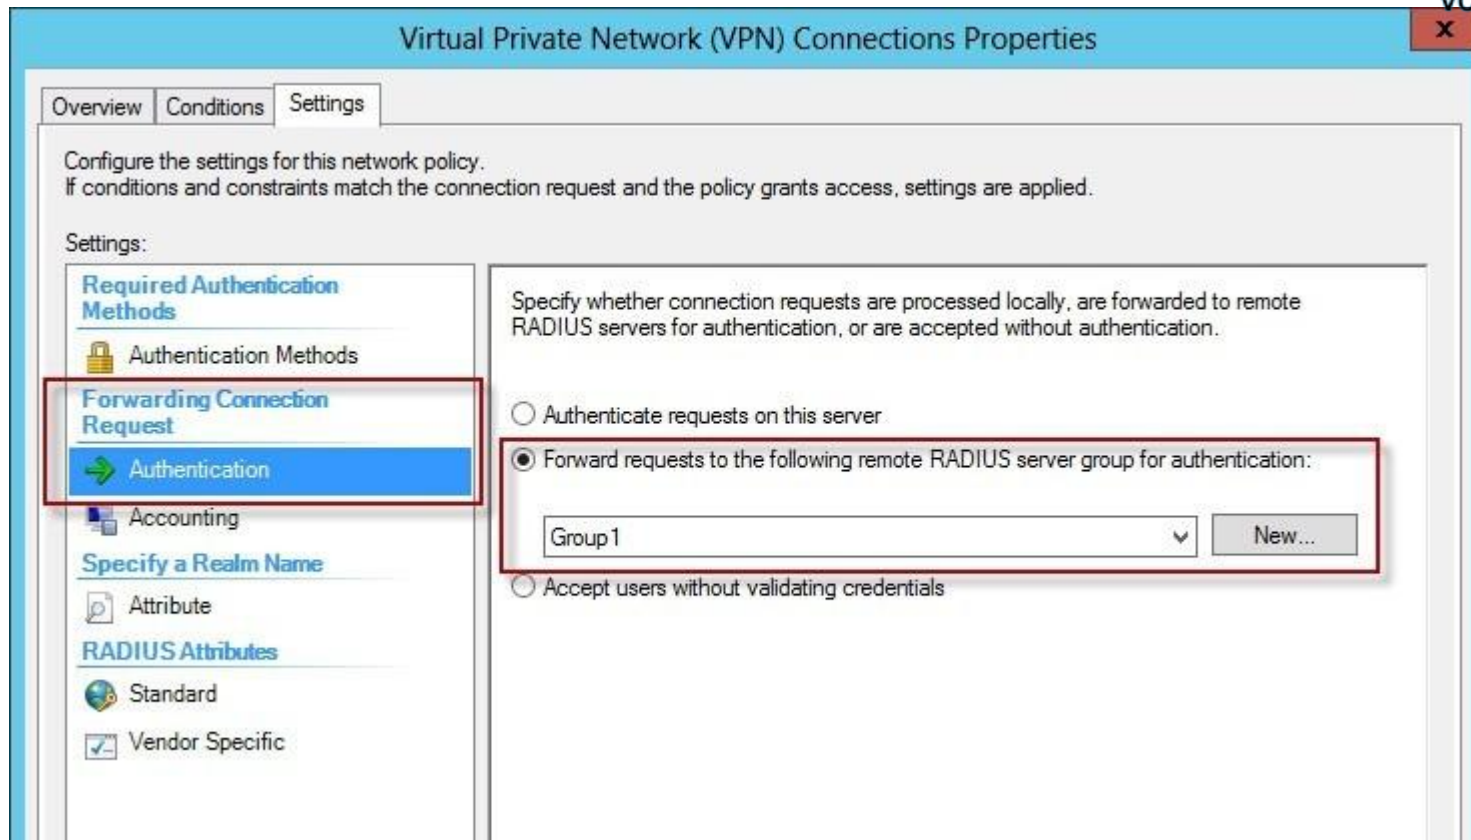 Virtual Private Network (VPN) Connections Properties
x
Overview
Conditions
Settings
Configure the settings for this network policy.
If conditions and constraints match the connection request and the policy grants access, settings are applied.
Settings:
Required Authentication
Methods
Authentication Methods
Forwarding Connection
Request
Authentication
Accounting
Specify a Realm Name
Attribute
RADIUS Attributes
Standard
Vendor Specific
Specify whether connection requests are processed locally, are forwarded to remote
RADIUS servers for authentication, or are accepted without authentication.
Authenticate requests on this server
Forward requests to the following remote RADIUS server group for authentication:
Group1
New...
Accept users without validating credentials